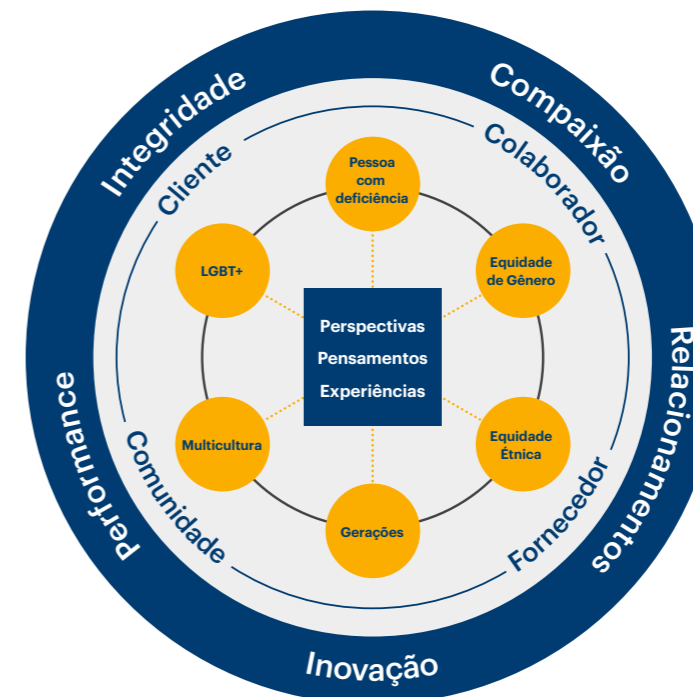 Integridade
Compaixão
Cliente
Colaborador
Pessoa
com
deficiência
LGBT+
Equidade
de Gênero
Perspectivas
Pensamentos
Experiências
Relacionamentos
Performance
Multicultura
Equidade
Étnica
Comunidade
Fornecedor
Gerações
Inovação